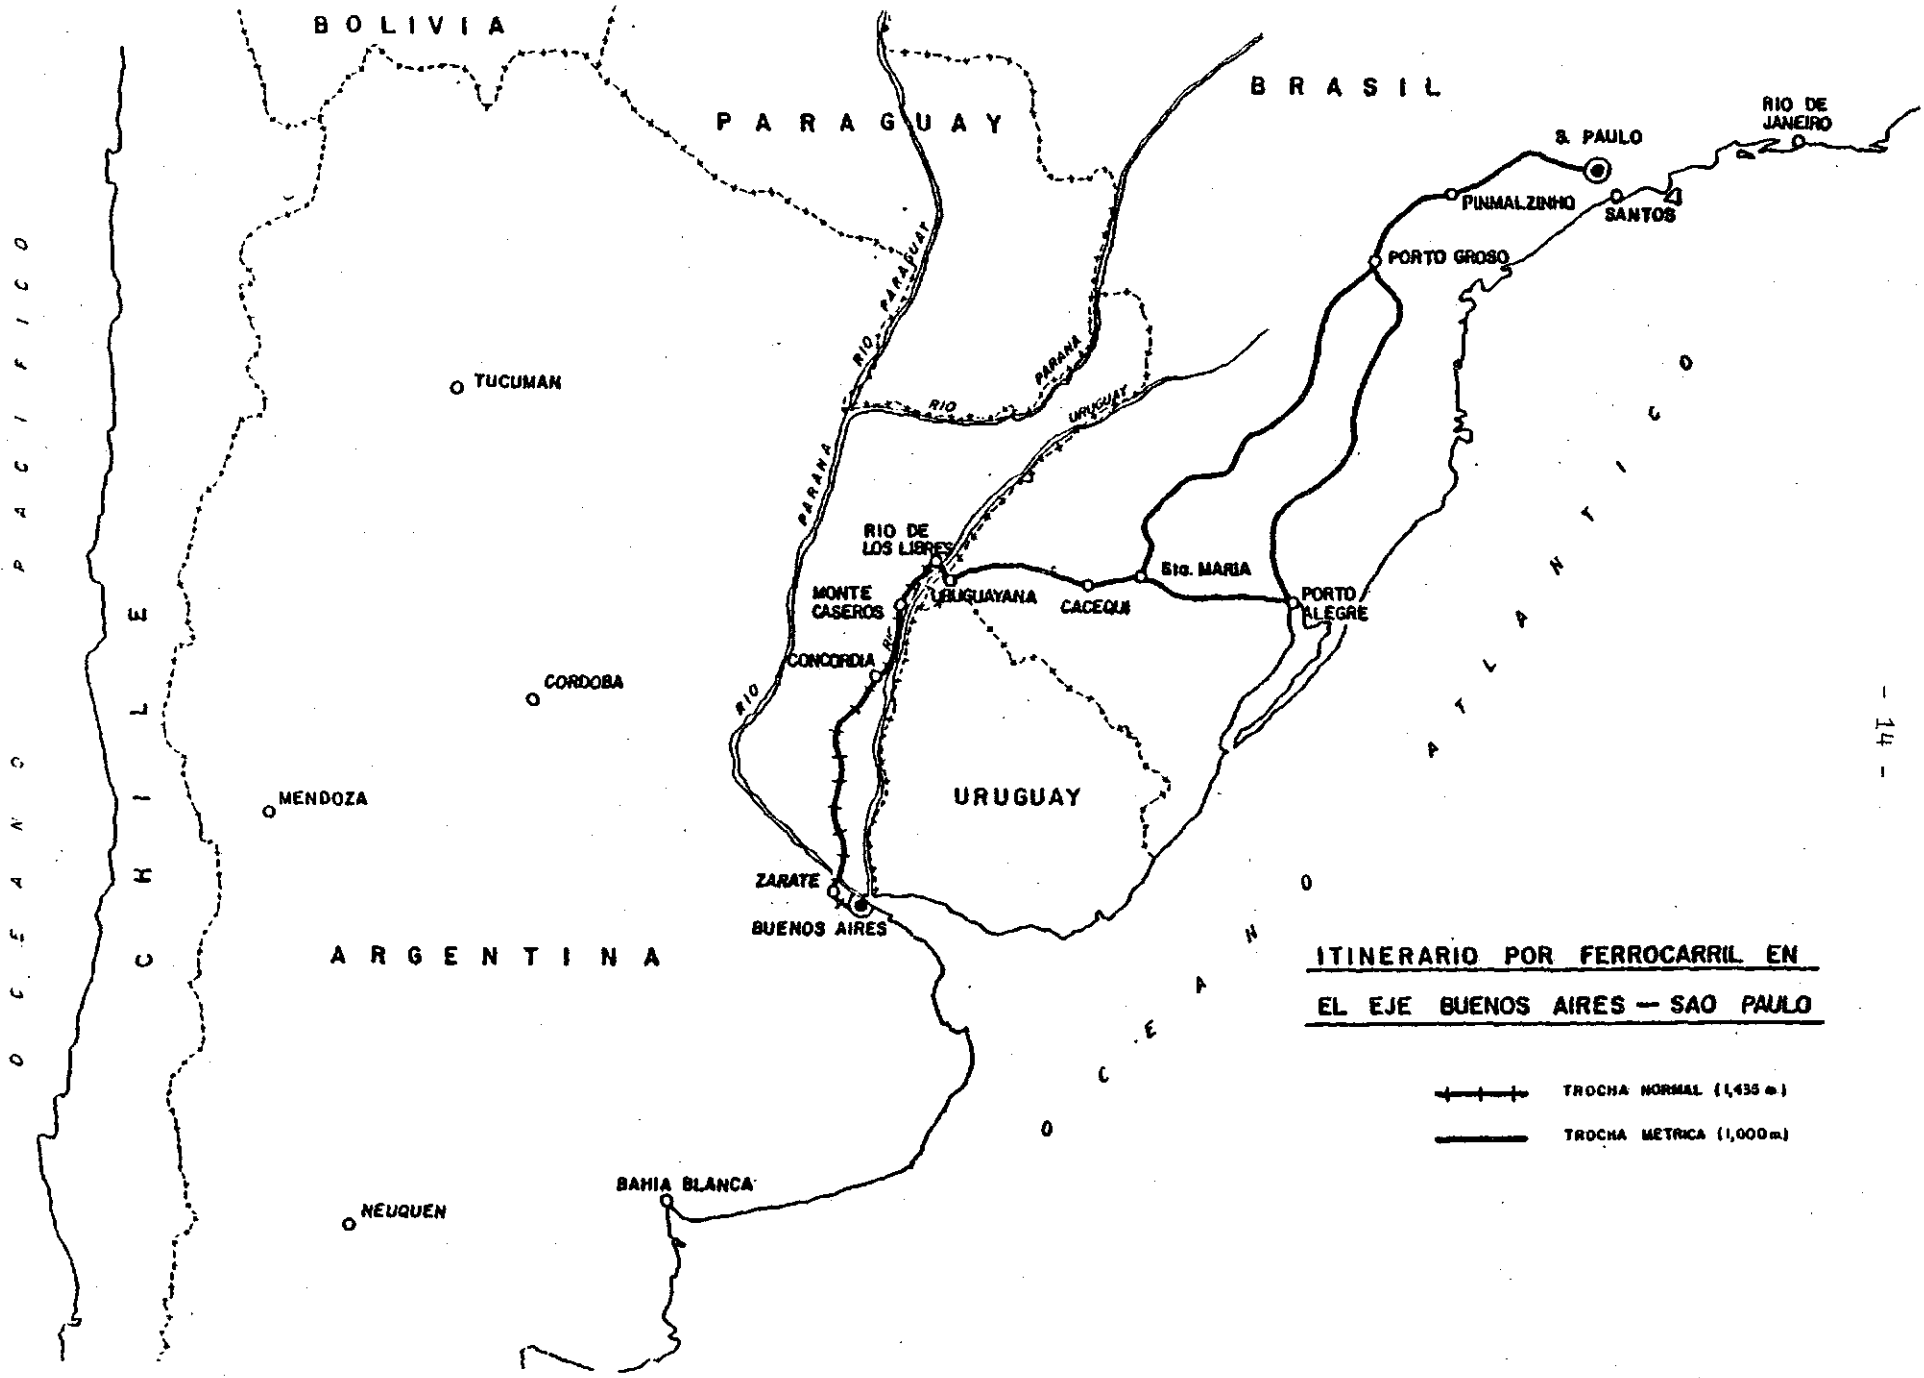 BOLIVIA
BRASIL
PARAGUAY
RIO DE
JANEIRO
S. PAULO
PINMALZINHO
SANTOS
PORTO GROSO
RIO PARAGUAY
RIO PARANA
URUGUAY
TUCUMAN
RIO PARANA
RIO DE
LOS LIBRES
URUGUAYANA
MONTE
CASEROS
CACEQUI
Sta. MARIA
PORTO
ALEGRE
CONCORDIA
CORDOBA
MENDOZA
URUGUAY
ZARATE
BUENOS AIRES
ARGENTINA
CHILE
OCEANO PACIFICO
OCEANO ATLANTICO
BAHIA BLANCA
NEUQUEN
ITINERARIO POR FERROCARRIL EN
EL EJE BUENOS AIRES — SAO PAULO
TROCHA NORMAL (1,435 m)
TROCHA METRICA (1,000 m)
- 14 -